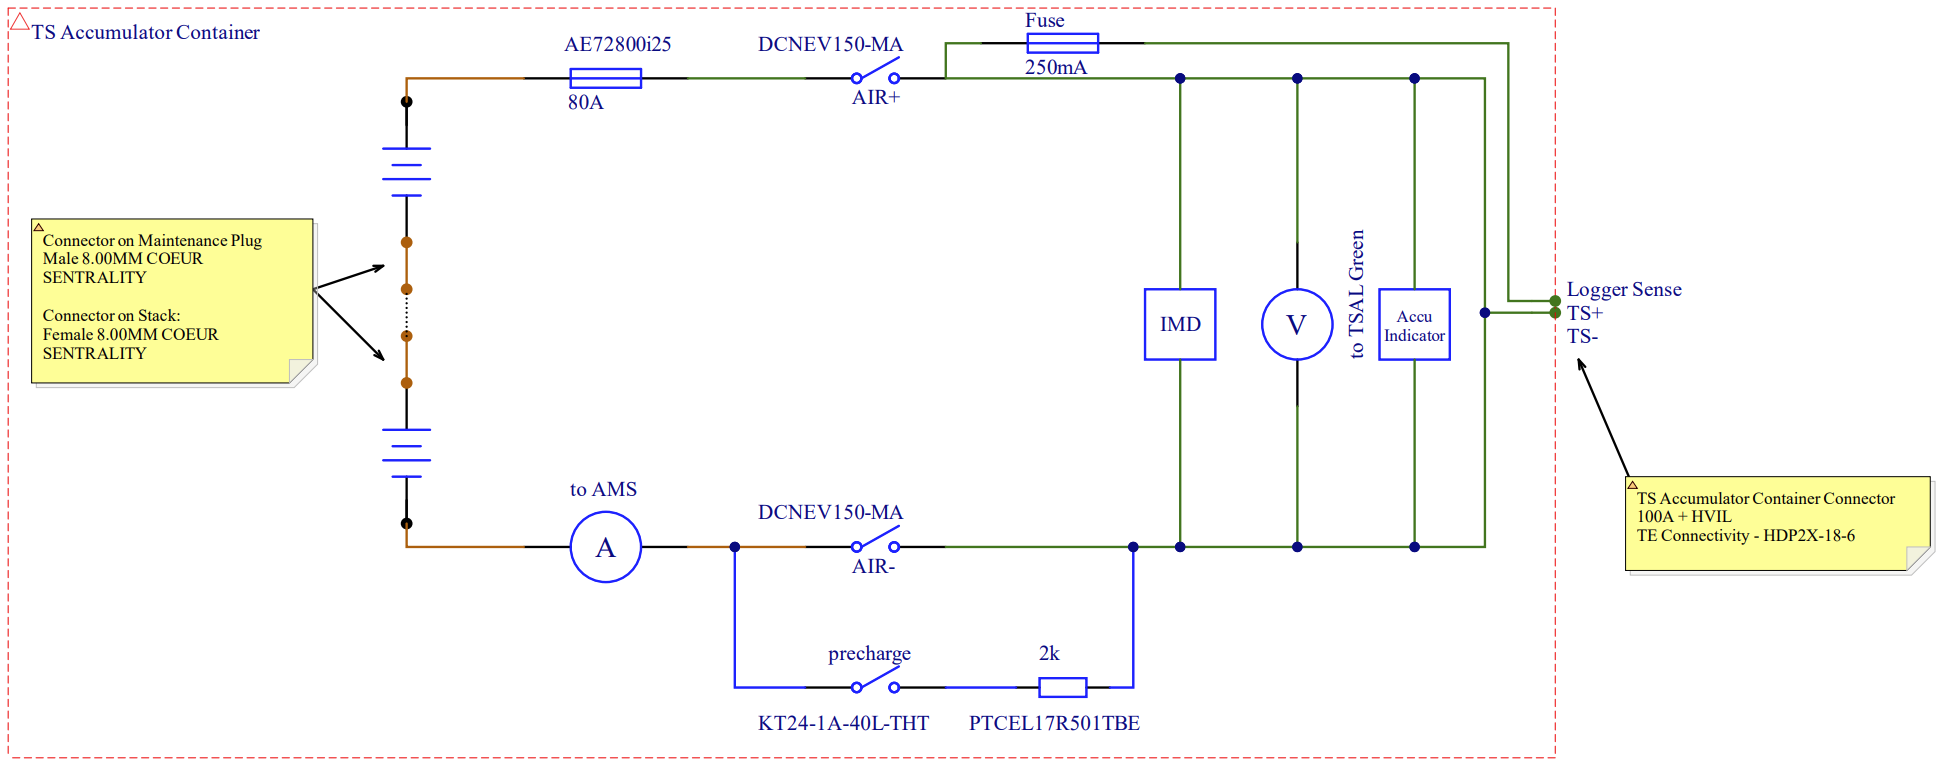 TS Accumulator Container
Fuse
250mA
AE72800i25
80A
DCNEV150-MA
AIR+
Connector on Maintenance Plug
Male 8.00MM COEUR
SENTRALITY
Connector on Stack:
Female 8.00MM COEUR
SENTRALITY
IMD
V
to TSAL Green
Accu
Indicator
Logger Sense
TS+
TS-
to AMS
A
DCNEV150-MA
AIR-
TS Accumulator Container Connector
100A + HVIL
TE Connectivity - HDP2X-18-6
precharge
2k
KT24-1A-40L-THT
PTCEL17R501TBE